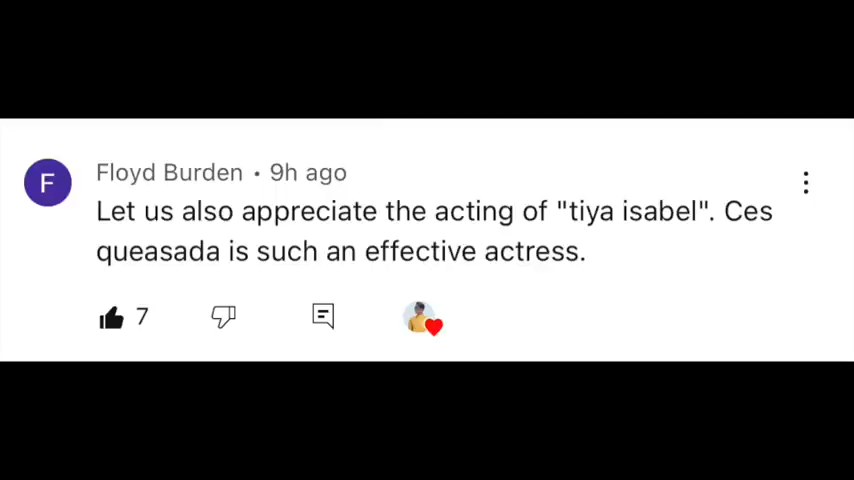 F
Floyd Burden • 9h ago
Let us also appreciate the acting of "tiya isabel". Ces
queasada is such an effective actress.
7